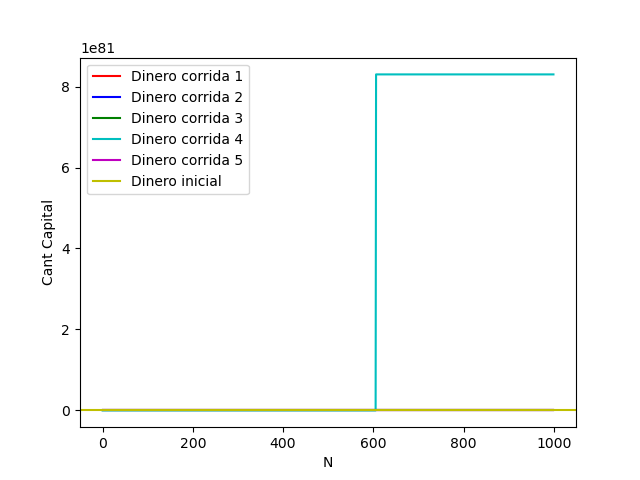 1e81
Dinero corrida 1
Dinero corrida 2
Dinero corrida 3
Dinero corrida 4
Dinero corrida 5
Dinero inicial
Cant Capital
8
6
4
2
0
0 200 400 600 800 1000
N